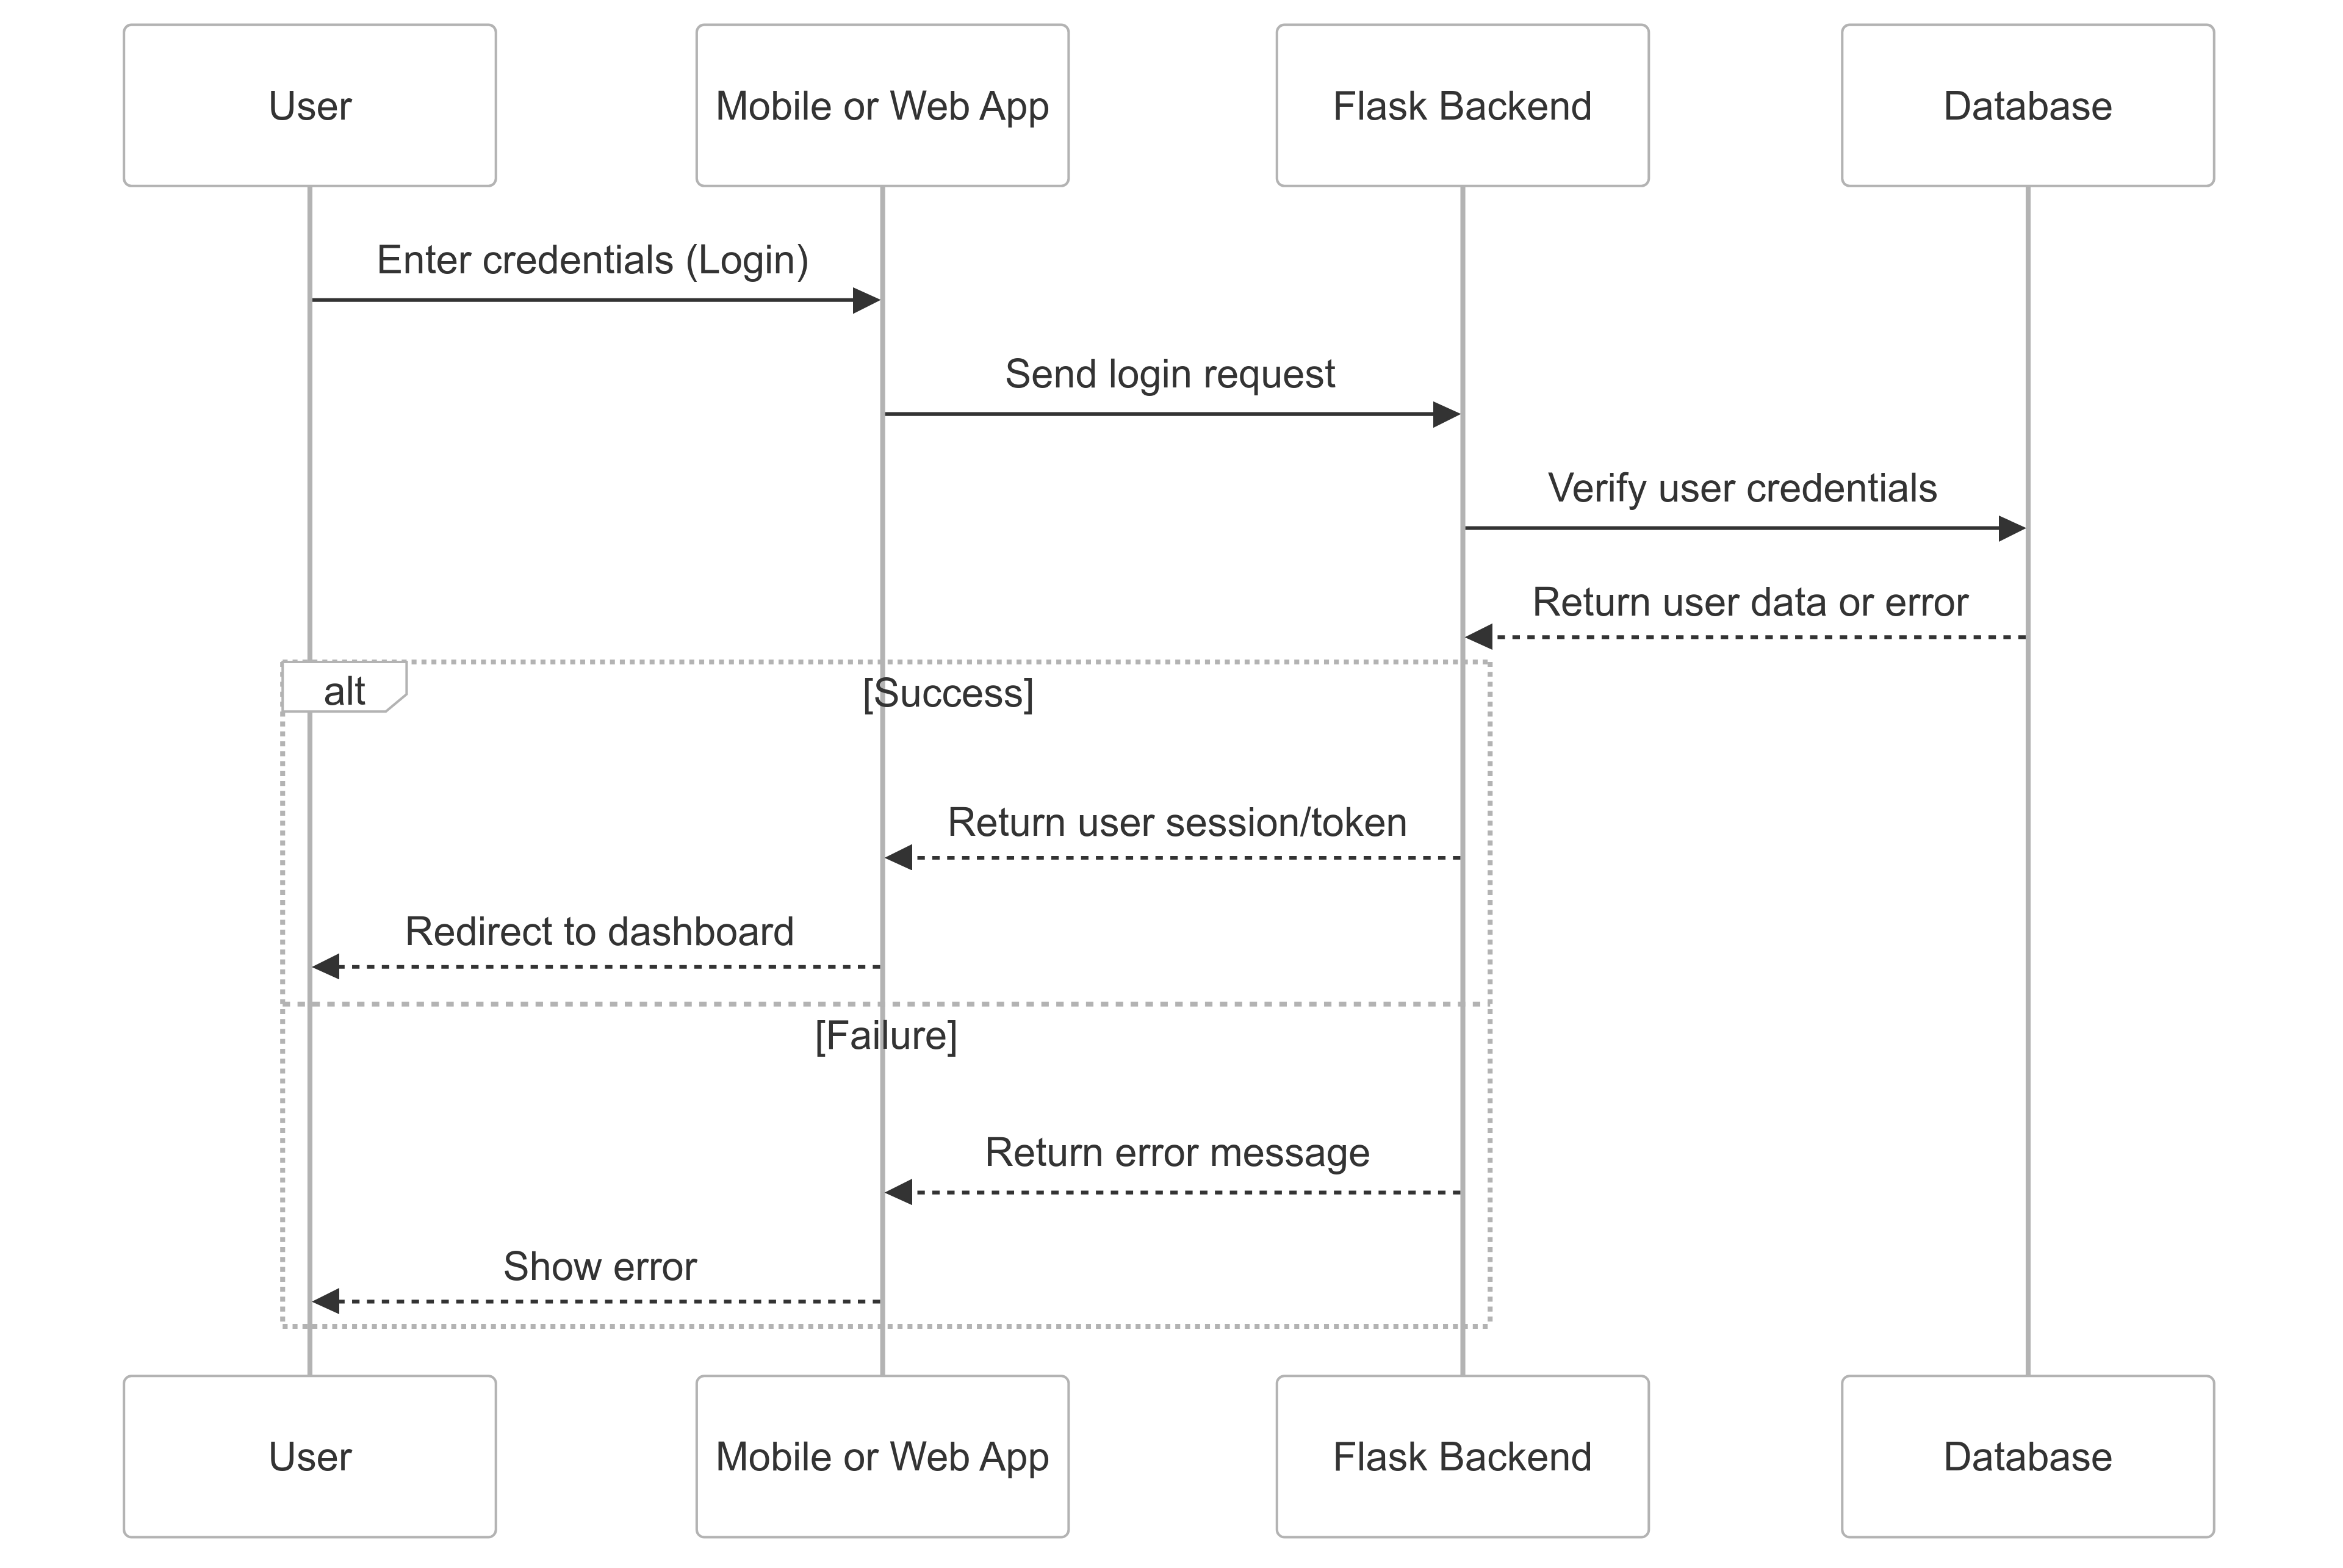 User
Mobile or Web App
Flask Backend
Database
Enter credentials (Login)
Send login request
Verify user credentials
Return user data or error
alt
[Success]
Return user session/token
Redirect to dashboard
[Failure]
Return error message
Show error
User
Mobile or Web App
Flask Backend
Database